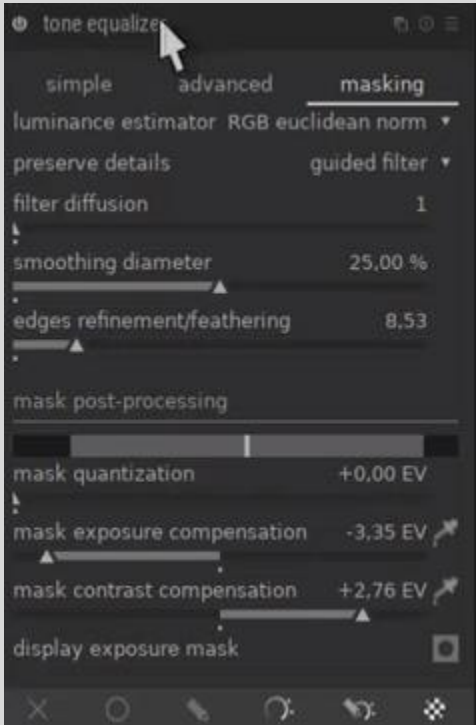 tone equalizer
simple advanced masking
luminance estimator RGB euclidean norm
preserve details guided filter
filter diffusion 1
smoothing diameter 25,00 %
edges refinement/feathering 8,53
mask post-processing
mask quantization +0,00 EV
mask exposure compensation -3,35 EV
mask contrast compensation +2,76 EV
display exposure mask